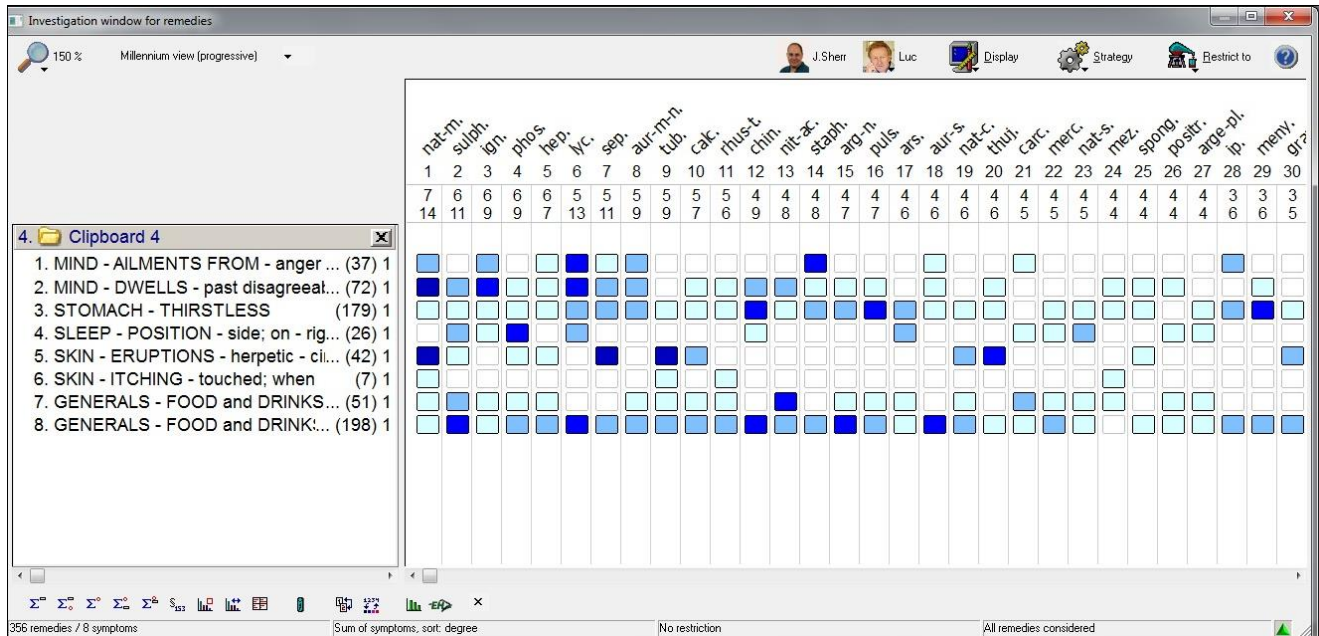 Investigation window for remedies
150 % Millennium view (progressive) J.Sherr Luc Display Strategy Restrict to
nat-m. sulph. ign. phos. hep. lyc. sep. aur-m-n. tub. calc. rhus-t. chin. nit-ac. staph. arg-n. puls. ars. aur-s. nat-c. thuj. carc. merc. nat-s. mez. spong. positr. arge-pl. ip. meny. gra
1 2 3 4 5 6 7 8 9 10 11 12 13 14 15 16 17 18 19 20 21 22 23 24 25 26 27 28 29 30
7 6 6 6 6 5 5 5 5 5 5 4 4 4 4 4 4 4 4 4 4 4 4 4 4 4 4 3 3 3
14 11 9 9 7 13 11 9 9 7 6 9 8 8 7 7 6 6 6 6 5 5 5 4 4 4 4 6 6 5
4. Clipboard 4 X
1. MIND - AILMENTS FROM - anger ... (37) 1
2. MIND - DWELLS - past disagreeal... (72) 1
3. STOMACH - THIRSTLESS (179) 1
4. SLEEP - POSITION - side; on - rig... (26) 1
5. SKIN - ERUPTIONS - herpetic - cii... (42) 1
6. SKIN - ITCHING - touched; when (7) 1
7. GENERALS - FOOD and DRINKS... (51) 1
8. GENERALS - FOOD and DRINK:... (198) 1
356 remedies / 8 symptoms Sum of symptoms, sort: degree No restriction All remedies considered